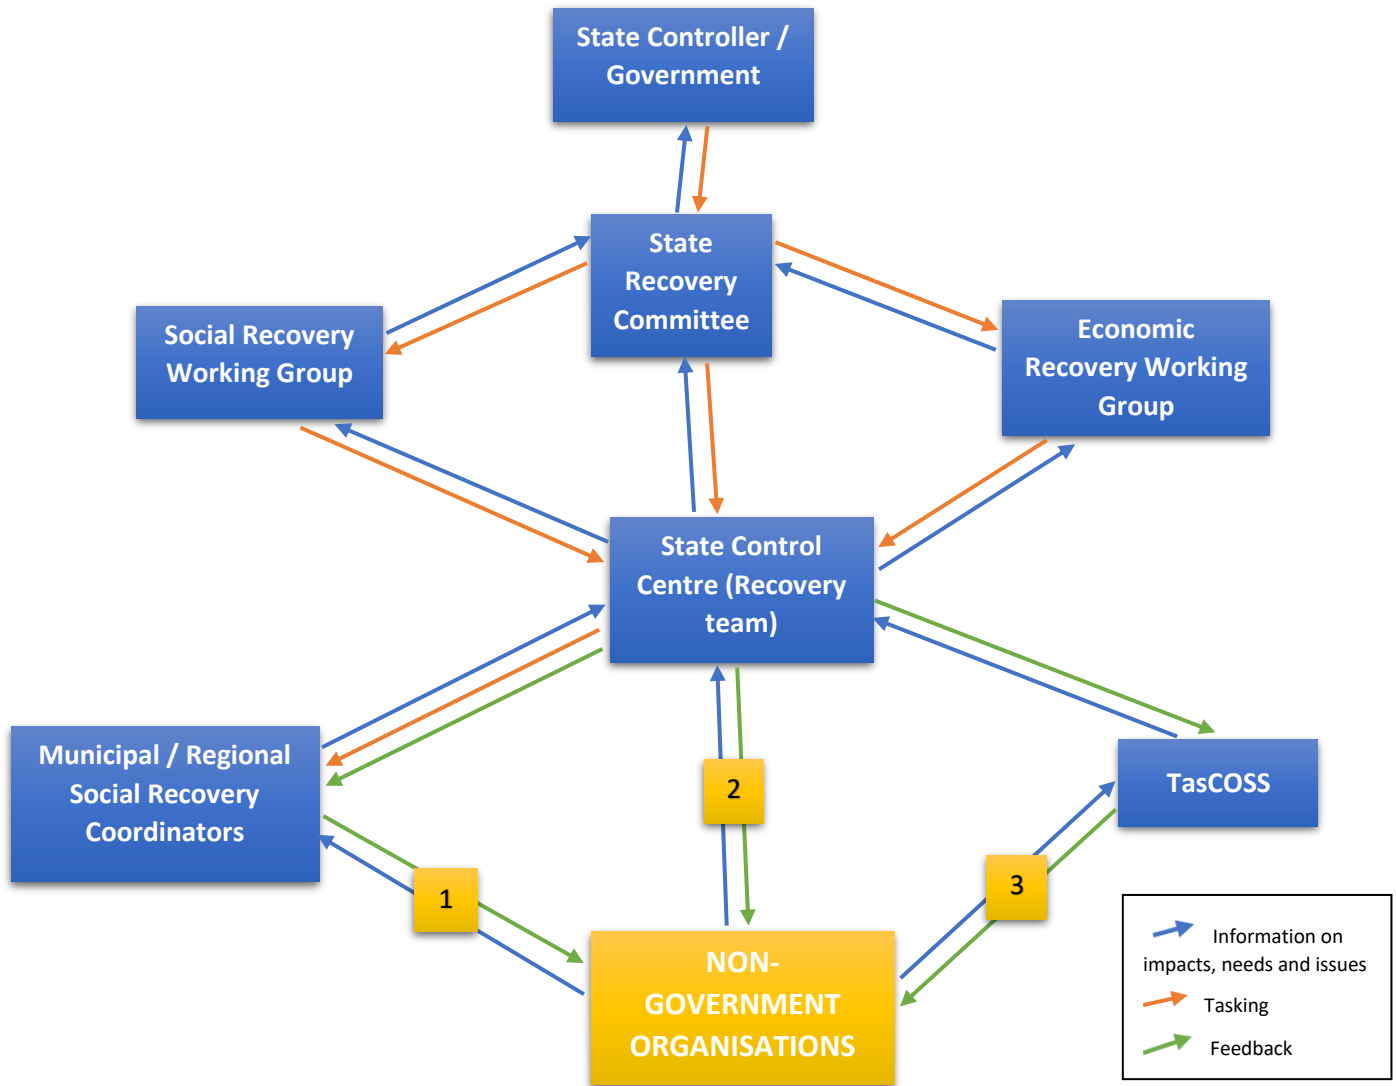 State Controller /
Government
State
Recovery
Committee
Social Recovery
Working Group
Economic
Recovery Working
Group
State Control
Centre (Recovery
team)
Municipal / Regional
Social Recovery
Coordinators
2
TasCOSS
1
3
NON-
GOVERNMENT
ORGANISATIONS
Information on
impacts, needs and issues
Tasking
Feedback